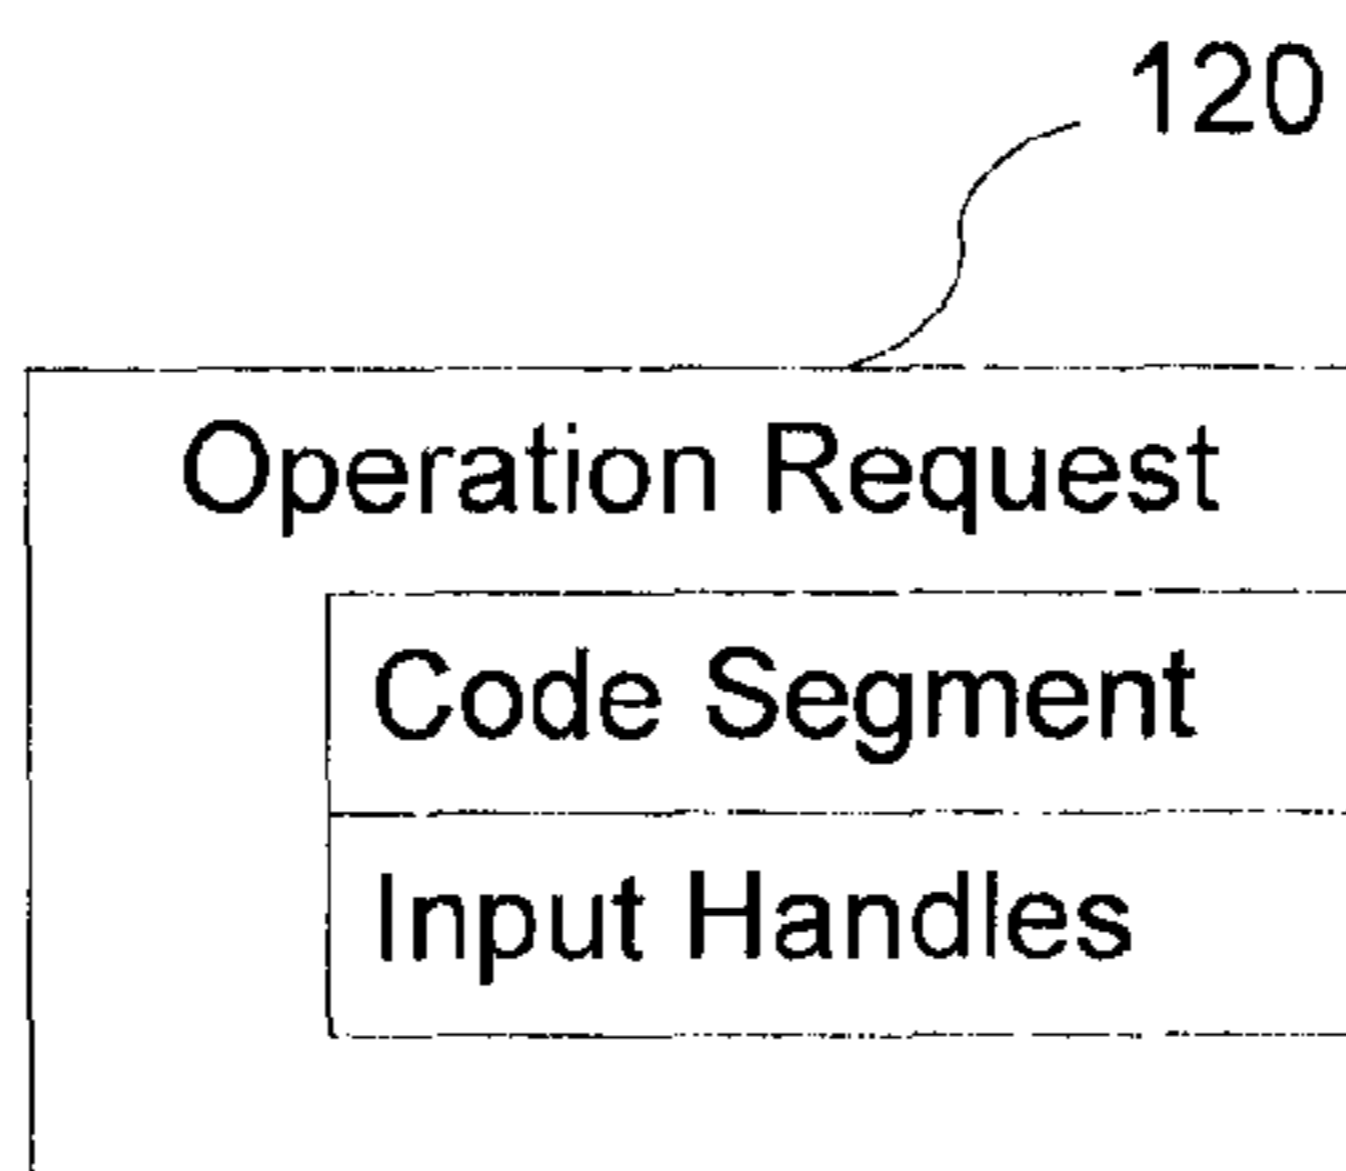 120
Operation Request
Code Segment
Input Handles